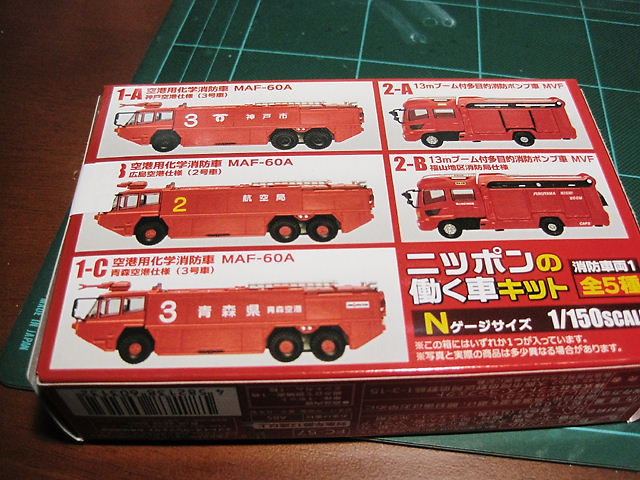 1-A 空港用化学消防車 MAF-60A
神戸空港仕様(3号車)
3 神戸市
空港用化学消防車 MAF-60A
広島空港仕様(2号車)
2 航空局
1-C 空港用化学消防車 MAF-60A
青森空港仕様(3号車)
3 青森県 青森空港
2-A 13mブーム付多目的消防ポンプ車 MVF
2-B 13mブーム付多目的消防ポンプ車 MVF
福山地区消防局仕様
ニッポンの
働く車キット
消防車両1
全5種
Nゲージサイズ 1/150SCAL
※この箱にはいずれか1つが入っています。
※写真と実際の商品は多少異なる場合があります。
MADE IN JAPAN